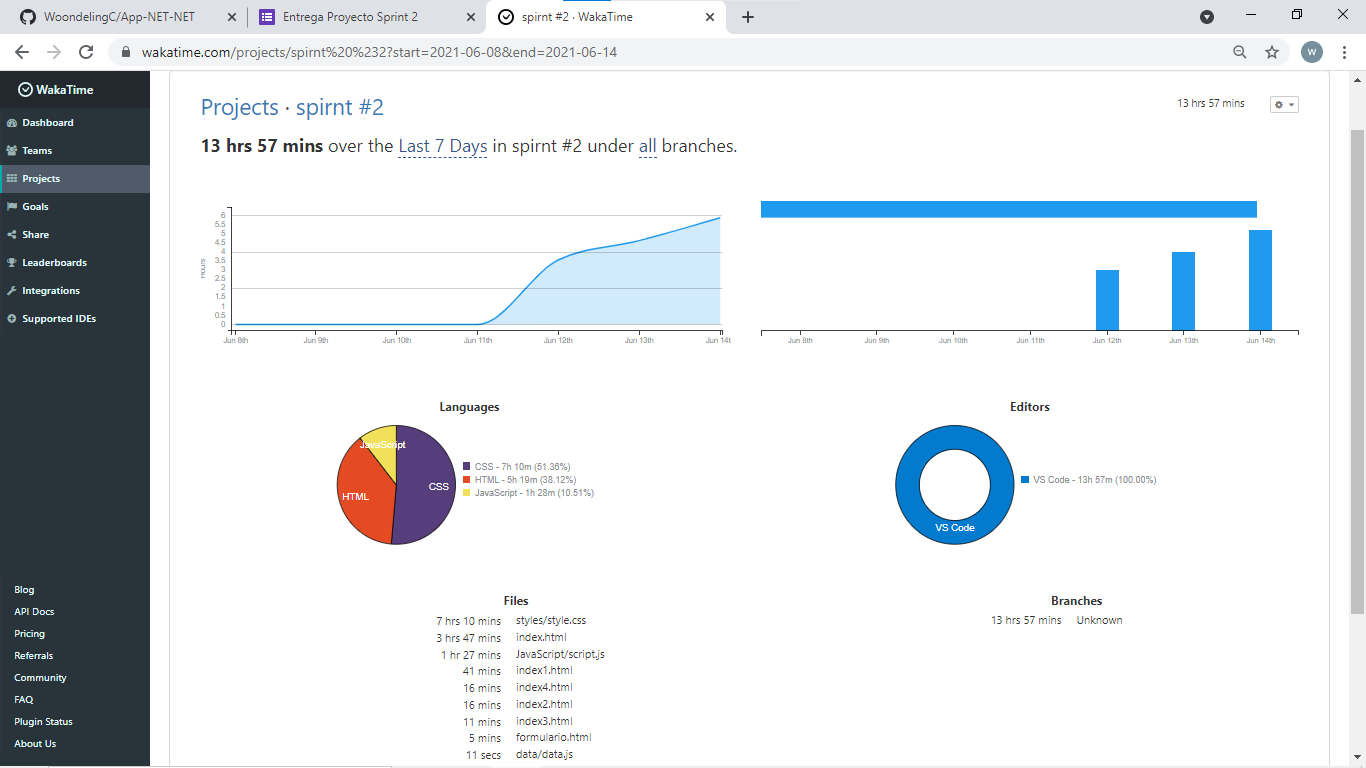 WoondelingC/App-NET-NET
Entrega Proyecto Sprint 2
spirnt #2 · WakaTime
wakatime.com/projects/spirnt%20%232?start=2021-06-08&end=2021-06-14
W
WakaTime
Dashboard
Teams
Projects
Goals
Share
Leaderboards
Integrations
Supported IDEs
Blog
API Docs
Pricing
Referrals
Community
FAQ
Plugin Status
About Us
Projects · spirnt #2
13 hrs 57 mins
13 hrs 57 mins over the Last 7 Days in spirnt #2 under all branches.
Hours
6
5.5
5
4.5
4
3.5
3
2.5
2
1.5
1
0.5
0
Jun 8th Jun 9th Jun 10th Jun 11th Jun 12th Jun 13th Jun 14t
Jun 8th Jun 9th Jun 10th Jun 11th Jun 12th Jun 13th Jun 14th
Languages
JavaScript
CSS
HTML
CSS - 7h 10m (51.36%)
HTML - 5h 19m (38.12%)
JavaScript - 1h 28m (10.51%)
Editors
VS Code
VS Code - 13h 57m (100.00%)
Files
7 hrs 10 mins styles/style.css
3 hrs 47 mins index.html
1 hr 27 mins JavaScript/script.js
41 mins index1.html
16 mins index4.html
16 mins index2.html
11 mins index3.html
5 mins formulario.html
11 secs data/data.js
Branches
13 hrs 57 mins Unknown